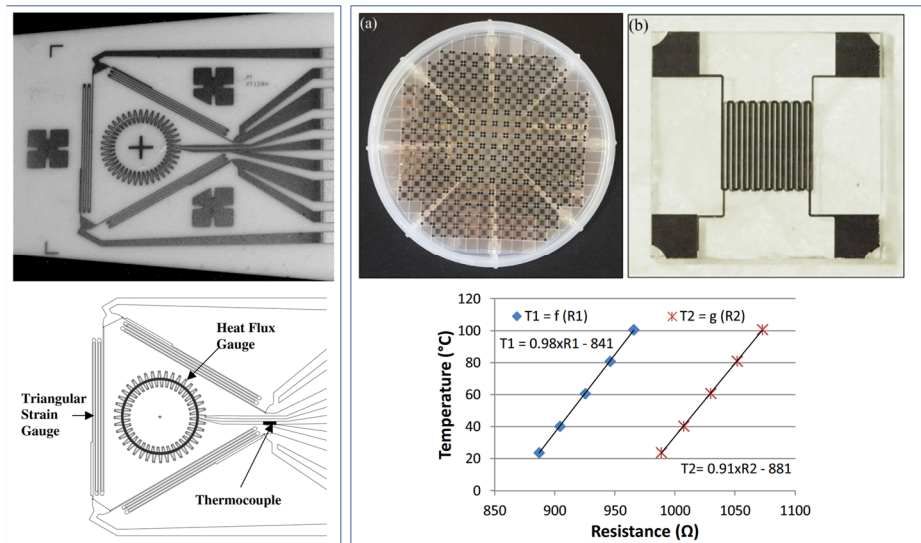 (a)
(b)
Heat Flux
Gauge
Triangular
Strain
Gauge
Thermocouple
120
100
80
60
40
20
0
T1 = f (R1)
T2 = g (R2)
T1 = 0.98xR1 - 841
T2= 0.91xR2 - 881
Temperature (°C)
850
900
950
1000
1050
1100
Resistance (Ω)